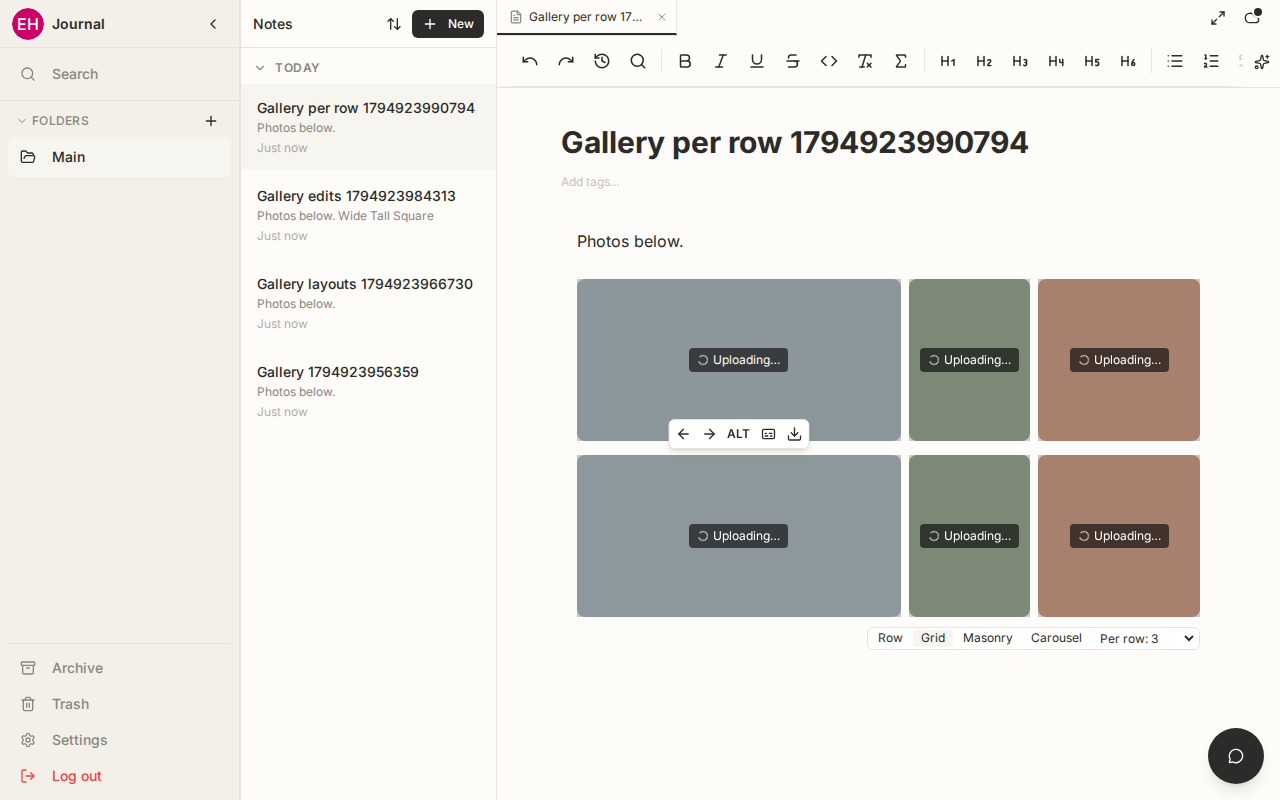 EH
Journal
Search
FOLDERS
Main
Archive
Trash
Settings
Log out
Notes
New
TODAY
Gallery per row 1794923990794
Photos below.
Just now
Gallery edits 1794923984313
Photos below. Wide Tall Square
Just now
Gallery layouts 1794923966730
Photos below.
Just now
Gallery 1794923956359
Photos below.
Just now
Gallery per row 17...
H1 H2 H3 H4 H5 H6
Gallery per row 1794923990794
Add tags...
Photos below.
Uploading... Uploading... Uploading...
ALT
Uploading... Uploading... Uploading...
Row Grid Masonry Carousel Per row: 3